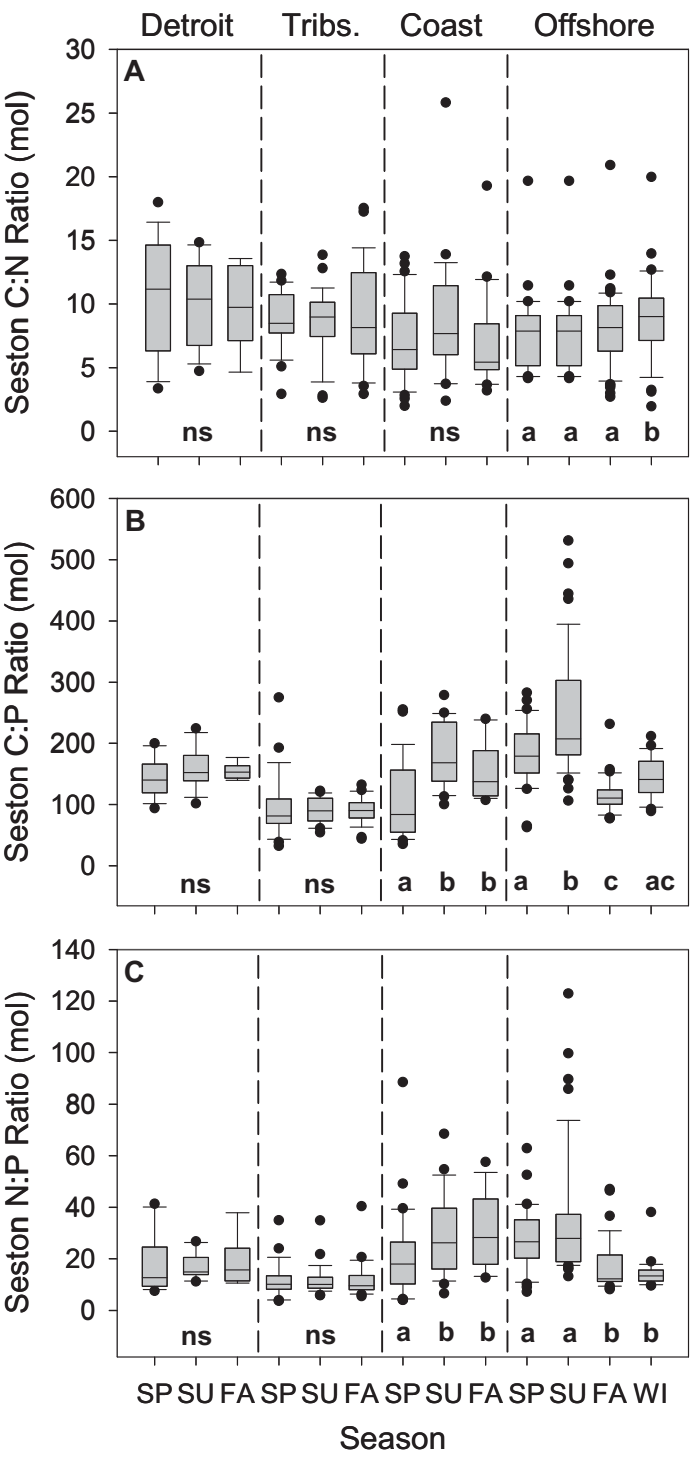 Detroit Tribs. Coast Offshore
A
Seston C:N Ratio (mol)
30
25
20
15
10
5
0
ns ns ns a a a b
B
Seston C:P Ratio (mol)
600
500
400
300
200
100
0
ns ns a b b a b c ac
C
Seston N:P Ratio (mol)
140
120
100
80
60
40
20
0
ns ns a b b a a b b
SP SU FA SP SU FA SP SU FA SP SU FA WI
Season